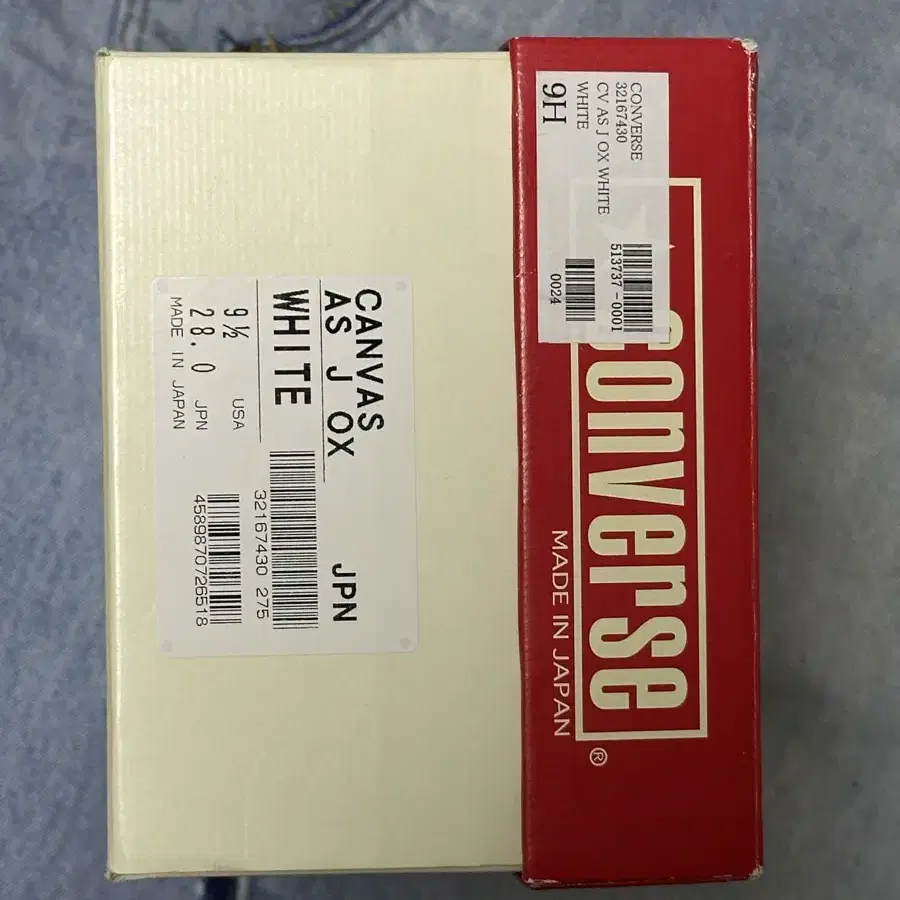 CONVERSE
32167430
CV AS J OX WHITE
WHITE
9H
513737-0001
0024
converse
®
MADE IN JAPAN
CANVAS
AS J OX JPN
WHITE
32167430 275
9½ USA
28.0 JPN
MADE IN JAPAN
4589870726518